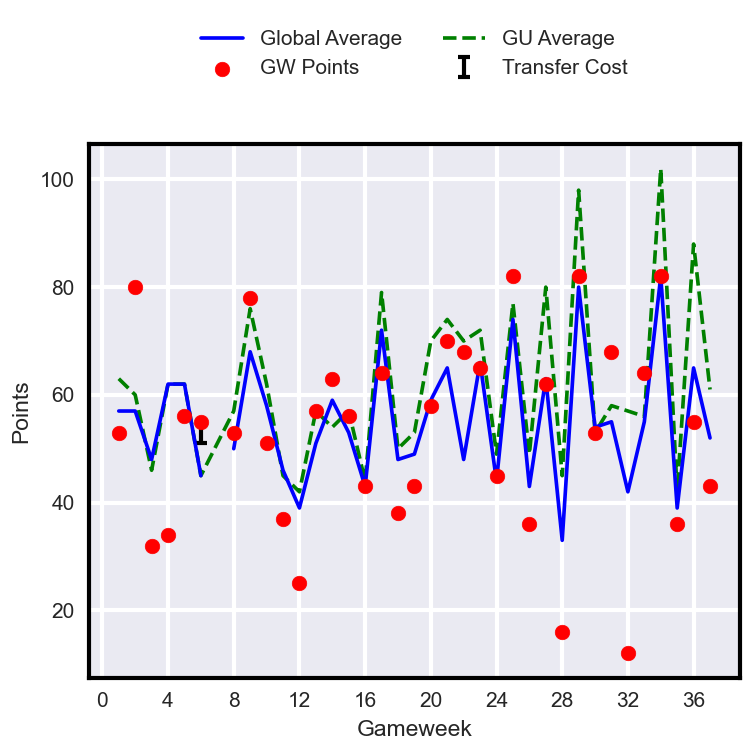 Global Average GU Average
GW Points Transfer Cost
100
80
60
40
20
Points
0 4 8 12 16 20 24 28 32 36
Gameweek